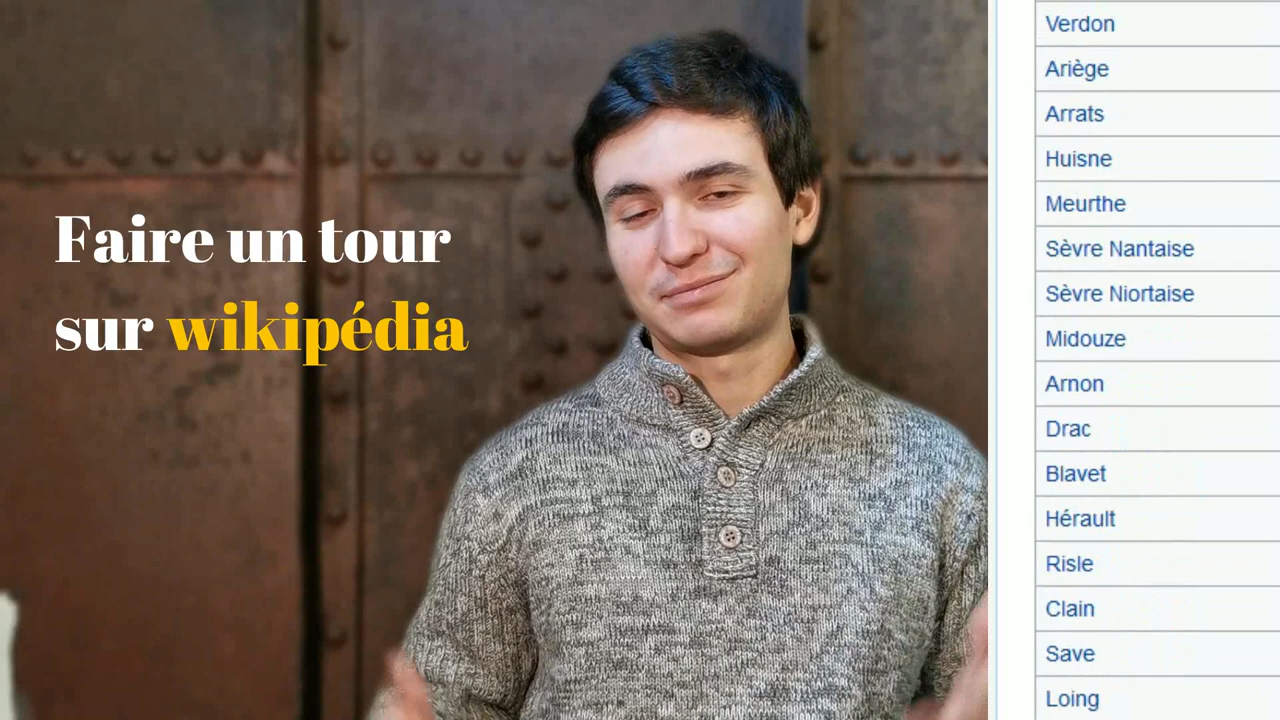 Faire un tour
sur wikipédia
Verdon
Ariège
Arrats
Huisne
Meurthe
Sèvre Nantaise
Sèvre Niortaise
Midouze
Arnon
Drac
Blavet
Hérault
Risle
Clain
Save
Loing